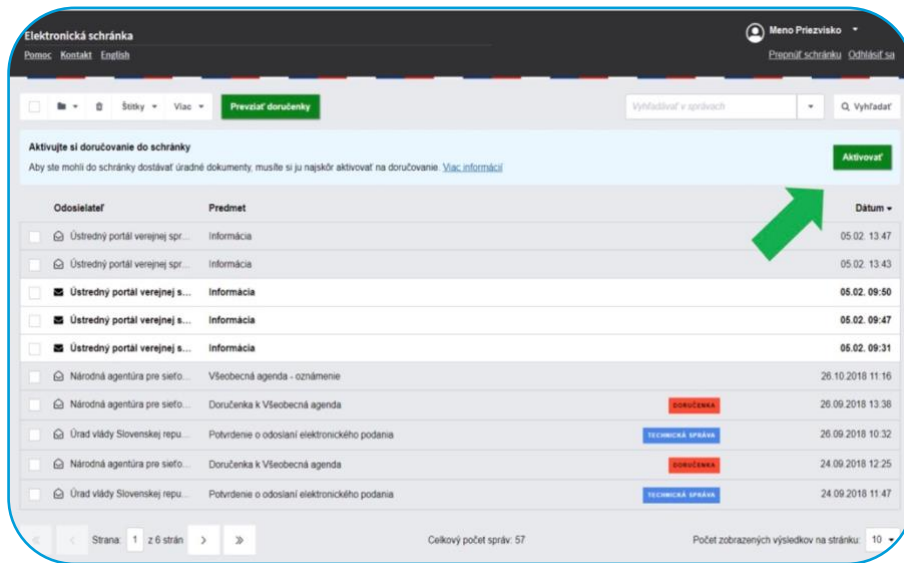 Elektronická schránka
Meno Priezvisko
Pomoc Kontakt English
Prepnúť schránku Odhlásiť sa
Štítky Viac Prevziať doručenky Vyhľadávať v správach Vyhľadať
Aktivujte si doručovanie do schránky
Aby ste mohli do schránky dostávať úradné dokumenty, musíte si ju najskôr aktivovať na doručovanie. Viac informácií
Aktivovať
Odosielateľ Predmet Dátum
Ústredný portál verejnej spr... Informácia 05.02. 13:47
Ústredný portál verejnej spr... Informácia 05.02. 13:43
Ústredný portál verejnej s... Informácia 05.02. 09:50
Ústredný portál verejnej s... Informácia 05.02. 09:47
Ústredný portál verejnej s... Informácia 05.02. 09:31
Národná agentúra pre sieťo... Všeobecná agenda - oznámenie 26.10.2018 11:16
Národná agentúra pre sieťo... Doručenka k Všeobecná agenda DORUČENKA 26.09.2018 13:38
Úrad vlády Slovenskej repu... Potvrdenie o odoslaní elektronického podania TECHNICKÁ SPRÁVA 26.09.2018 10:32
Národná agentúra pre sieťo... Doručenka k Všeobecná agenda DORUČENKA 24.09.2018 12:25
Úrad vlády Slovenskej repu... Potvrdenie o odoslaní elektronického podania TECHNICKÁ SPRÁVA 24.09.2018 11:47
Strana: 1 z 6 strán Celkový počet správ: 57 Počet zobrazených výsledkov na stránku: 10